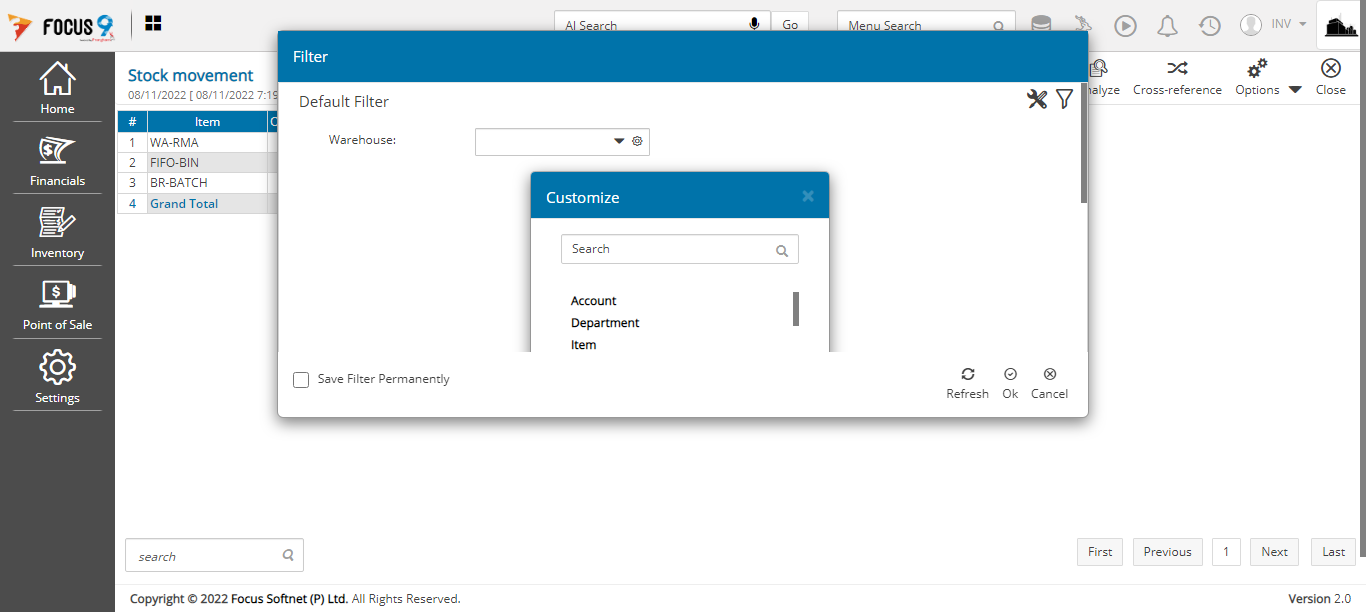 FOCUS 9
AI Search
Go
Menu Search
INV
Home
Financials
Inventory
Point of Sale
Settings
Stock movement
08/11/2022 [ 08/11/2022 7:19
# Item
1 WA-RMA
2 FIFO-BIN
3 BR-BATCH
4 Grand Total
alyze
Cross-reference
Options
Close
Filter
Default Filter
Warehouse:
Customize
×
Search
Account
Department
Item
Save Filter Permanently
Refresh
Ok
Cancel
search
First
Previous
1
Next
Last
Copyright © 2022 Focus Softnet (P) Ltd. All Rights Reserved.
Version 2.0